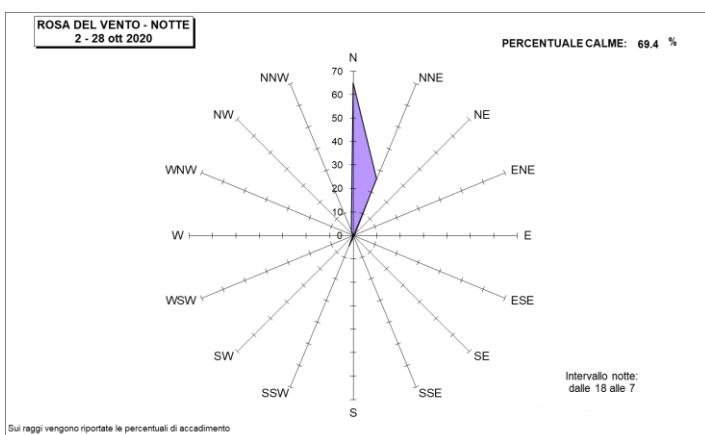 ROSA DEL VENTO - NOTTE
2 - 28 ott 2020
PERCENTUALE CALME: 69.4 %
N
NNE
NE
ENE
E
ESE
SE
SSE
S
SSW
SW
WSW
W
WNW
NW
NNW
70
60
50
40
30
20
10
0
Intervallo notte:
dalle 18 alle 7
Sui raggi vengono riportate le percentuali di accadimento